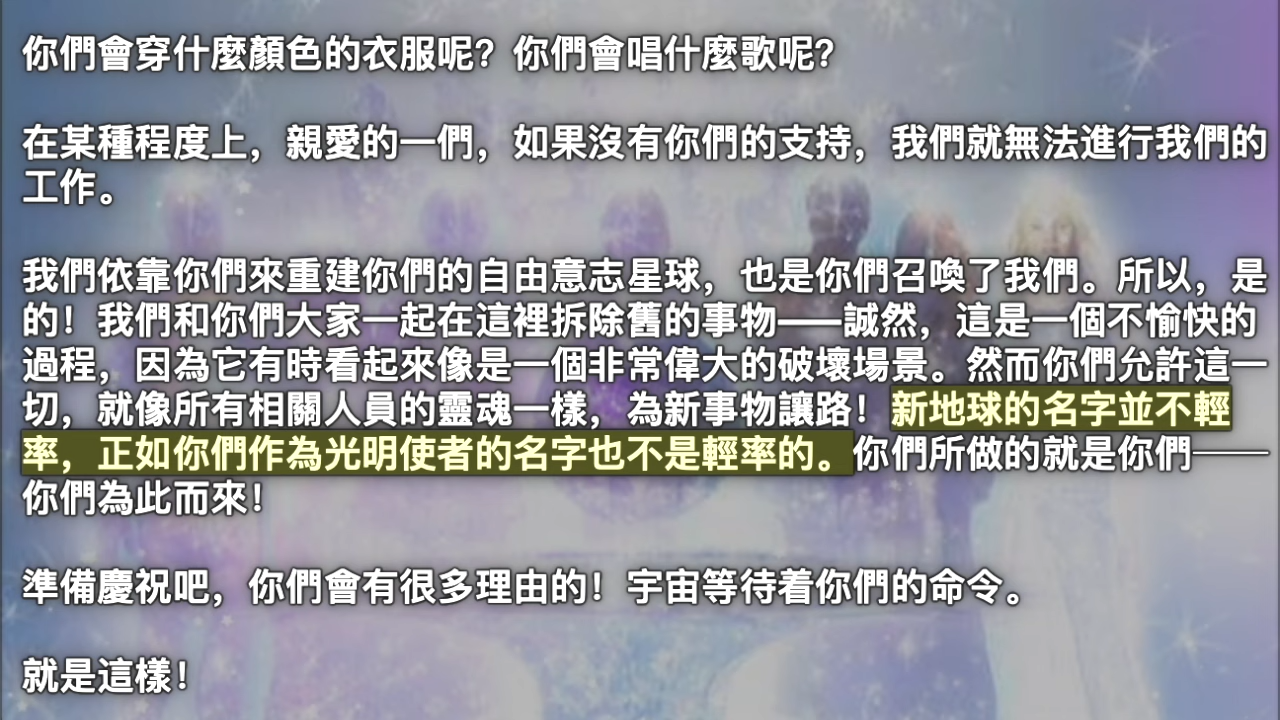 你們會穿什麼顏色的衣服呢？你們會唱什麼歌呢？
在某種程度上，親愛的一們，如果沒有你們的支持，我們就無法進行我們的
工作。
我們依靠你們來重建你們的自由意志星球，也是你們召喚了我們。所以，是
的！我們和你們大家一起在這裡拆除舊的事物——誠然，這是一個不愉快的
過程，因為它有時看起來像是一個非常偉大的破壞場景。然而你們允許這一
切，就像所有相關人員的靈魂一樣，為新事物讓路！新地球的名字並不輕
率，正如你們作為光明使者的名字也不是輕率的。你們所做的就是你們——
你們為此而來！
準備慶祝吧，你們會有很多理由的！宇宙等待着你們的命令。
就是這樣！